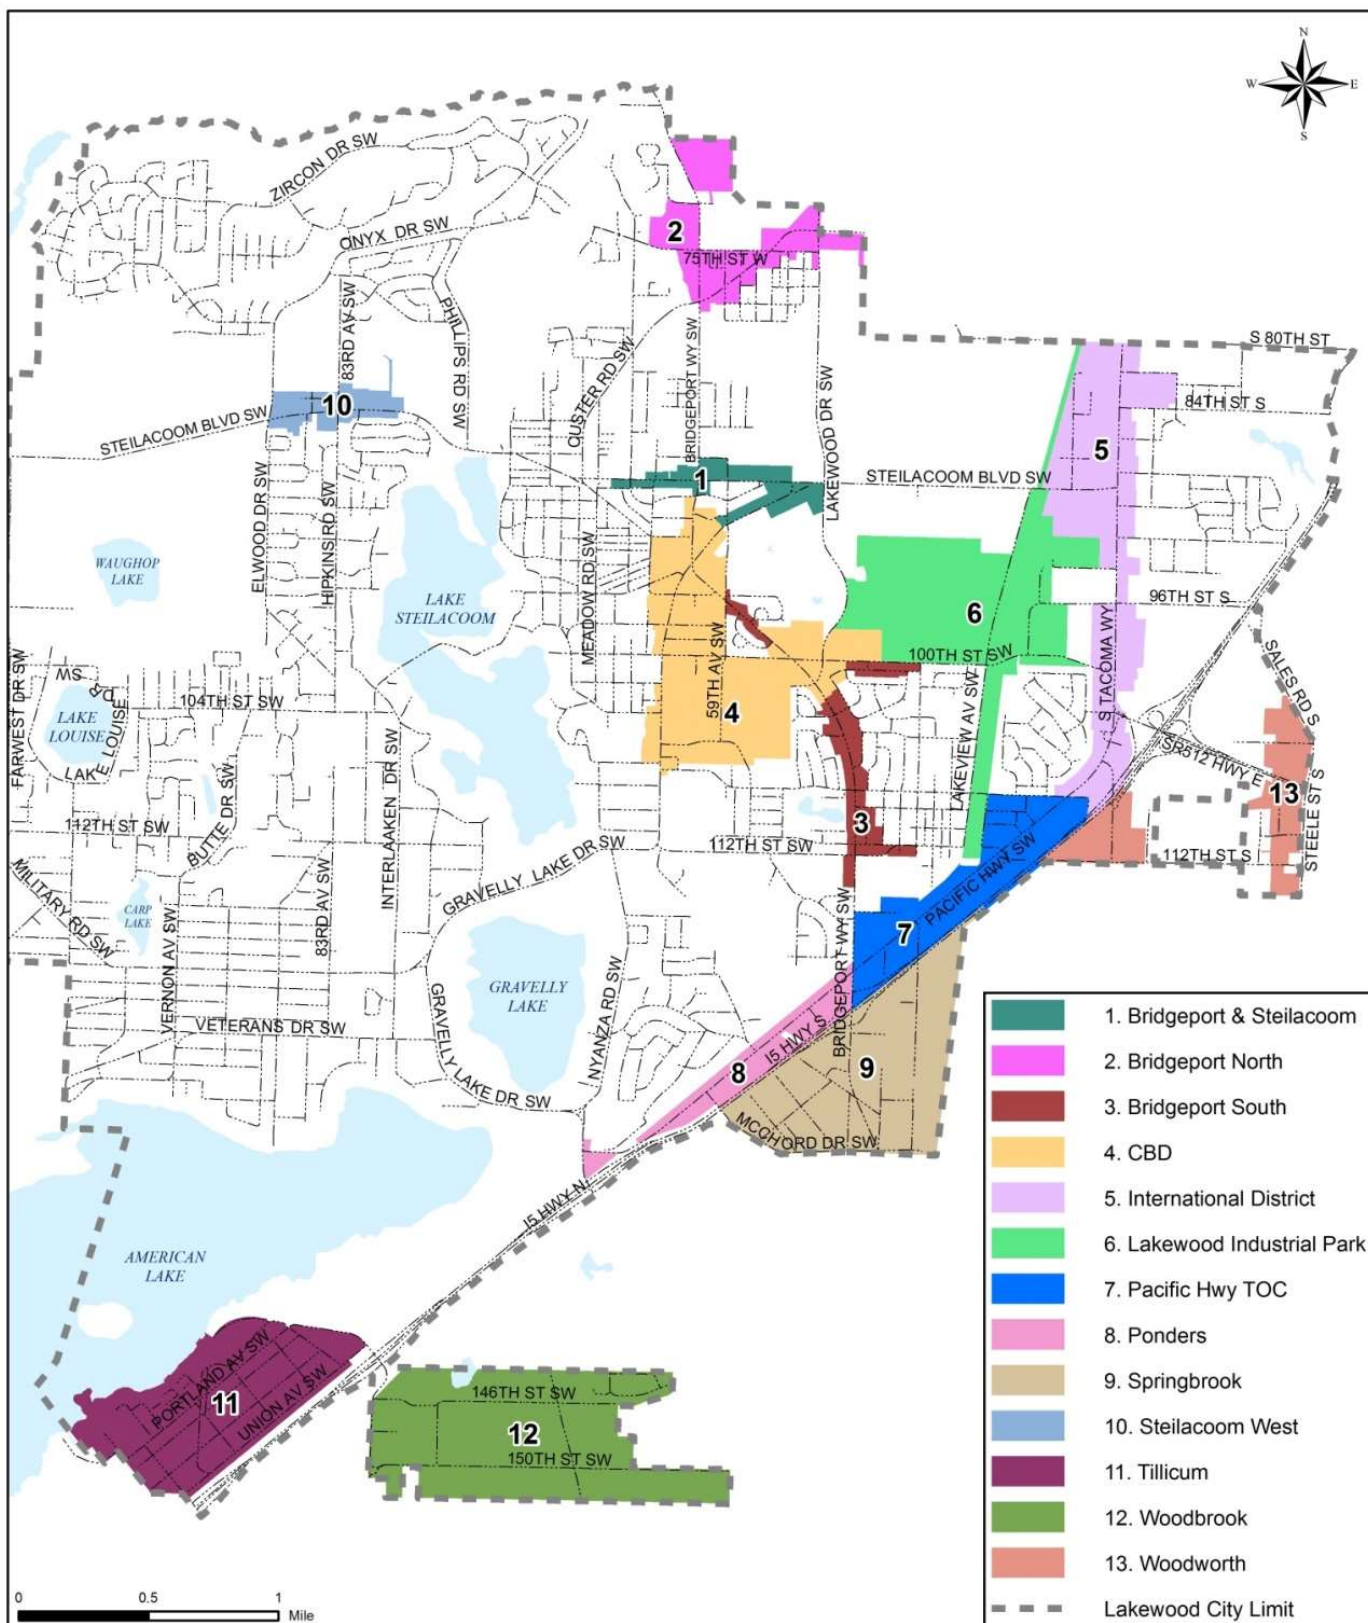 N
W
E
S
ZIRCON DR SW
ONYX DR SW
2
75TH ST W
83RD AV SW
PHILLIPS RD SW
CUSTER RD SW
BRIDGEPORT WY SW
LAKEWOOD DR SW
S 80TH ST
84TH ST S
10
STEILACOOM BLVD SW
5
1
STEILACOOM BLVD SW
ELWOOD DR SW
HIPKINS RD SW
WAUGHOP
LAKE
LAKE
STEILACOOM
MEADOW RD SW
6
96TH ST S
S TACOMA WY
SALES RD S
FARWEST DR SW
DR SW
104TH ST SW
LAKE
LOUISE
LAKE LOUISE
59TH AV SW
4
100TH ST SW
LAKEVIEW AV SW
SR512 HWY E
13
STEELE ST S
INTERLAAKEN DR SW
BUTTE DR SW
112TH ST SW
3
112TH ST SW
112TH ST S
MILITARY RD SW
CARP
LAKE
VERNON AV SW
83RD AV SW
GRAVELLY LAKE DR SW
PACIFIC HWY SW
7
GRAVELLY
LAKE
NYANZA RD SW
BRIDGEPORT WY SW
VETERANS DR SW
GRAVELLY LAKE DR SW
I5 HWY S
8
9
MCCHORD DR SW
I5 HWY N
AMERICAN
LAKE
PORTLAND AV SW
11
UNION AV SW
146TH ST SW
12
150TH ST SW
1. Bridgeport & Steilacoom
2. Bridgeport North
3. Bridgeport South
4. CBD
5. International District
6. Lakewood Industrial Park
7. Pacific Hwy TOC
8. Ponders
9. Springbrook
10. Steilacoom West
11. Tillicum
12. Woodbrook
13. Woodworth
Lakewood City Limit
0 0.5 1
Mile